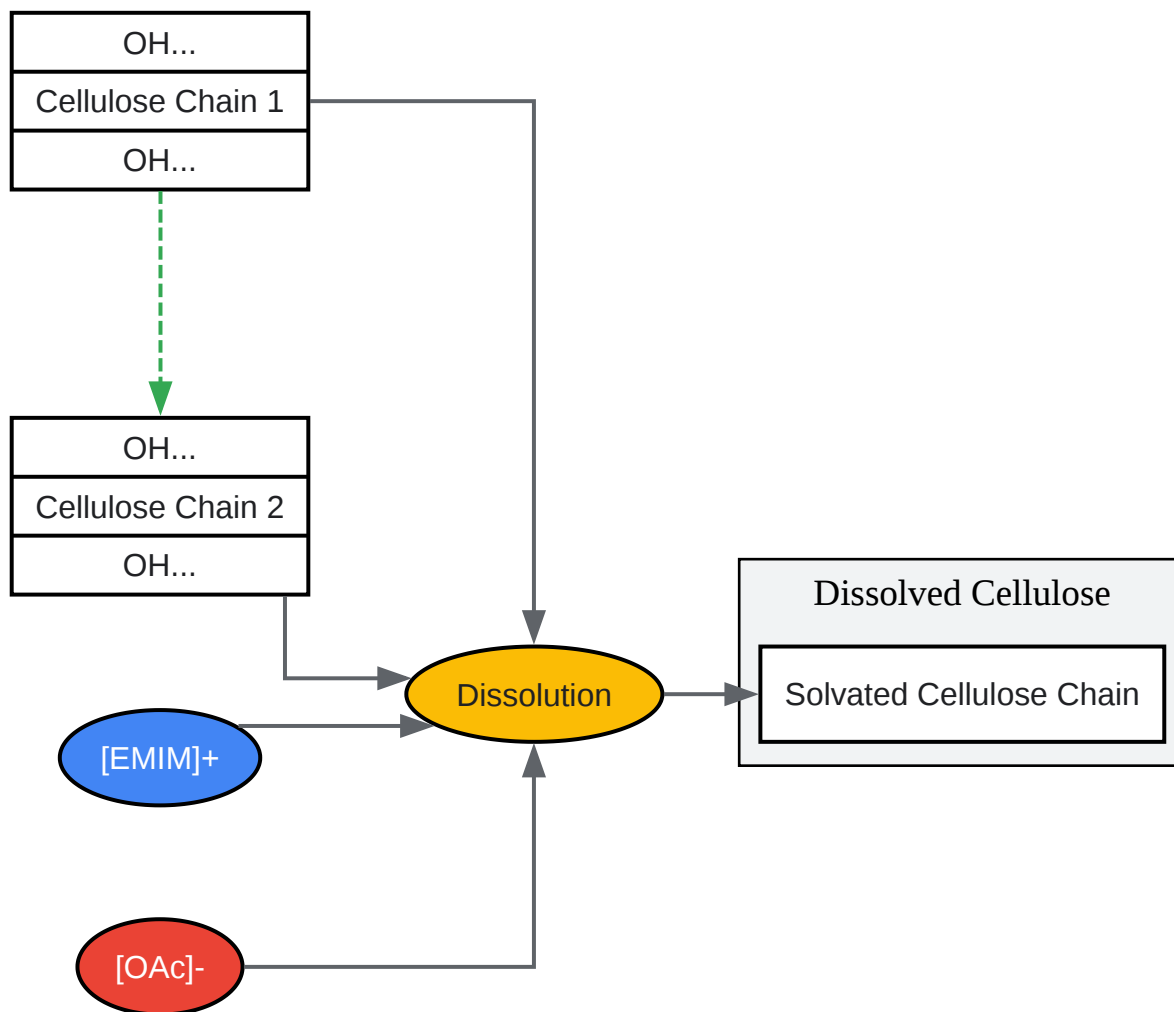 OH...
Cellulose Chain 1
OH...
OH...
Cellulose Chain 2
OH...
Dissolved Cellulose
Dissolution
Solvated Cellulose Chain
[EMIM]+
[OAc]-